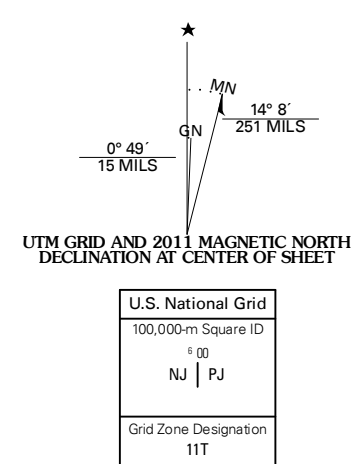 ★
MN
GN
14° 8´
251 MILS
0° 49´
15 MILS
UTM GRID AND 2011 MAGNETIC NORTH
DECLINATION AT CENTER OF SHEET
U.S. National Grid
100,000-m Square ID
6 00
NJ PJ
Grid Zone Designation
11T